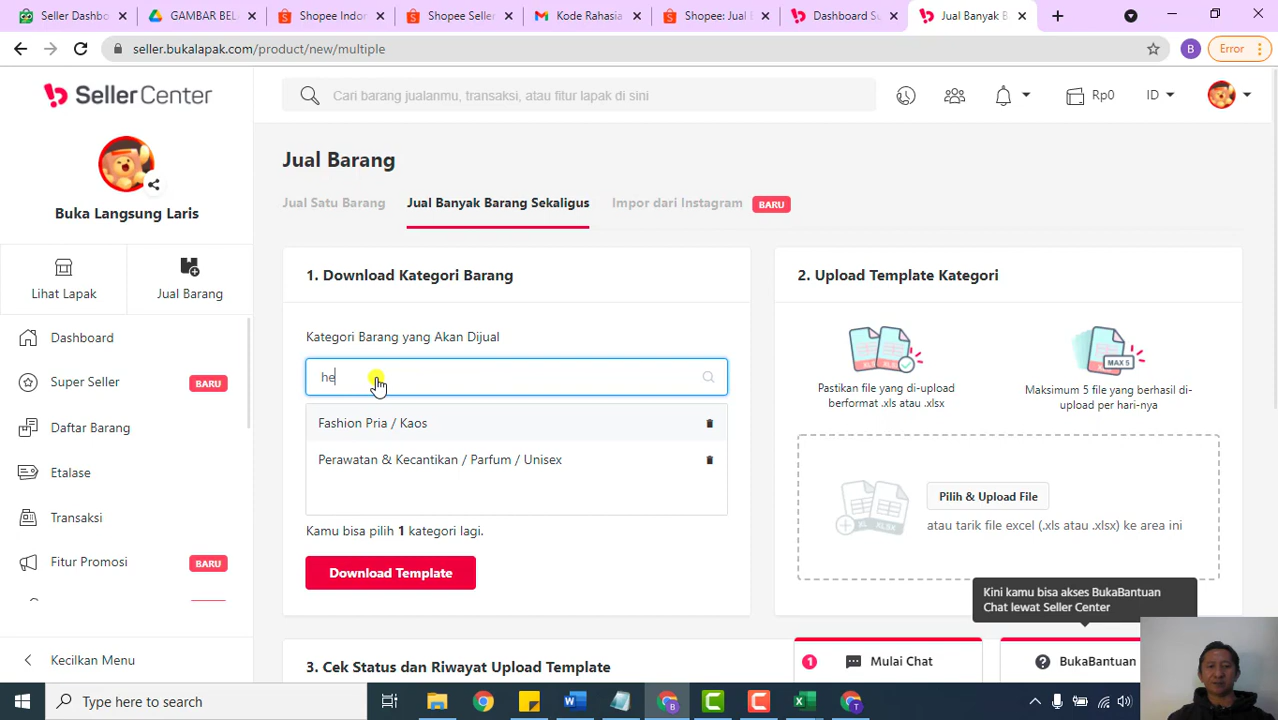 Seller Dashbo
GAMBAR BEL
Shopee Indon
Shopee Seller
Kode Rahasia
Shopee: Jual B
Dashboard Su
Jual Banyak B
seller.bukalapak.com/product/new/multiple
B
Error
SellerCenter
Cari barang jualanmu, transaksi, atau fitur lapak di sini
Rp0
ID
Buka Langsung Laris
Lihat Lapak
Jual Barang
Dashboard
Super Seller
BARU
Daftar Barang
Etalase
Transaksi
Fitur Promosi
BARU
Kecilkan Menu
Jual Barang
Jual Satu Barang
Jual Banyak Barang Sekaligus
Impor dari Instagram
BARU
1. Download Kategori Barang
Kategori Barang yang Akan Dijual
he
Fashion Pria / Kaos
Perawatan & Kecantikan / Parfum / Unisex
Kamu bisa pilih 1 kategori lagi.
Download Template
2. Upload Template Kategori
Pastikan file yang di-upload
berformat .xls atau .xlsx
MAX 5
Maksimum 5 file yang berhasil di-
upload per hari-nya
XL
XLSX
Pilih & Upload File
atau tarik file excel (.xls atau .xlsx) ke area ini
Kini kamu bisa akses BukaBantuan
Chat lewat Seller Center
3. Cek Status dan Riwayat Upload Template
1
Mulai Chat
BukaBantuan
Type here to search